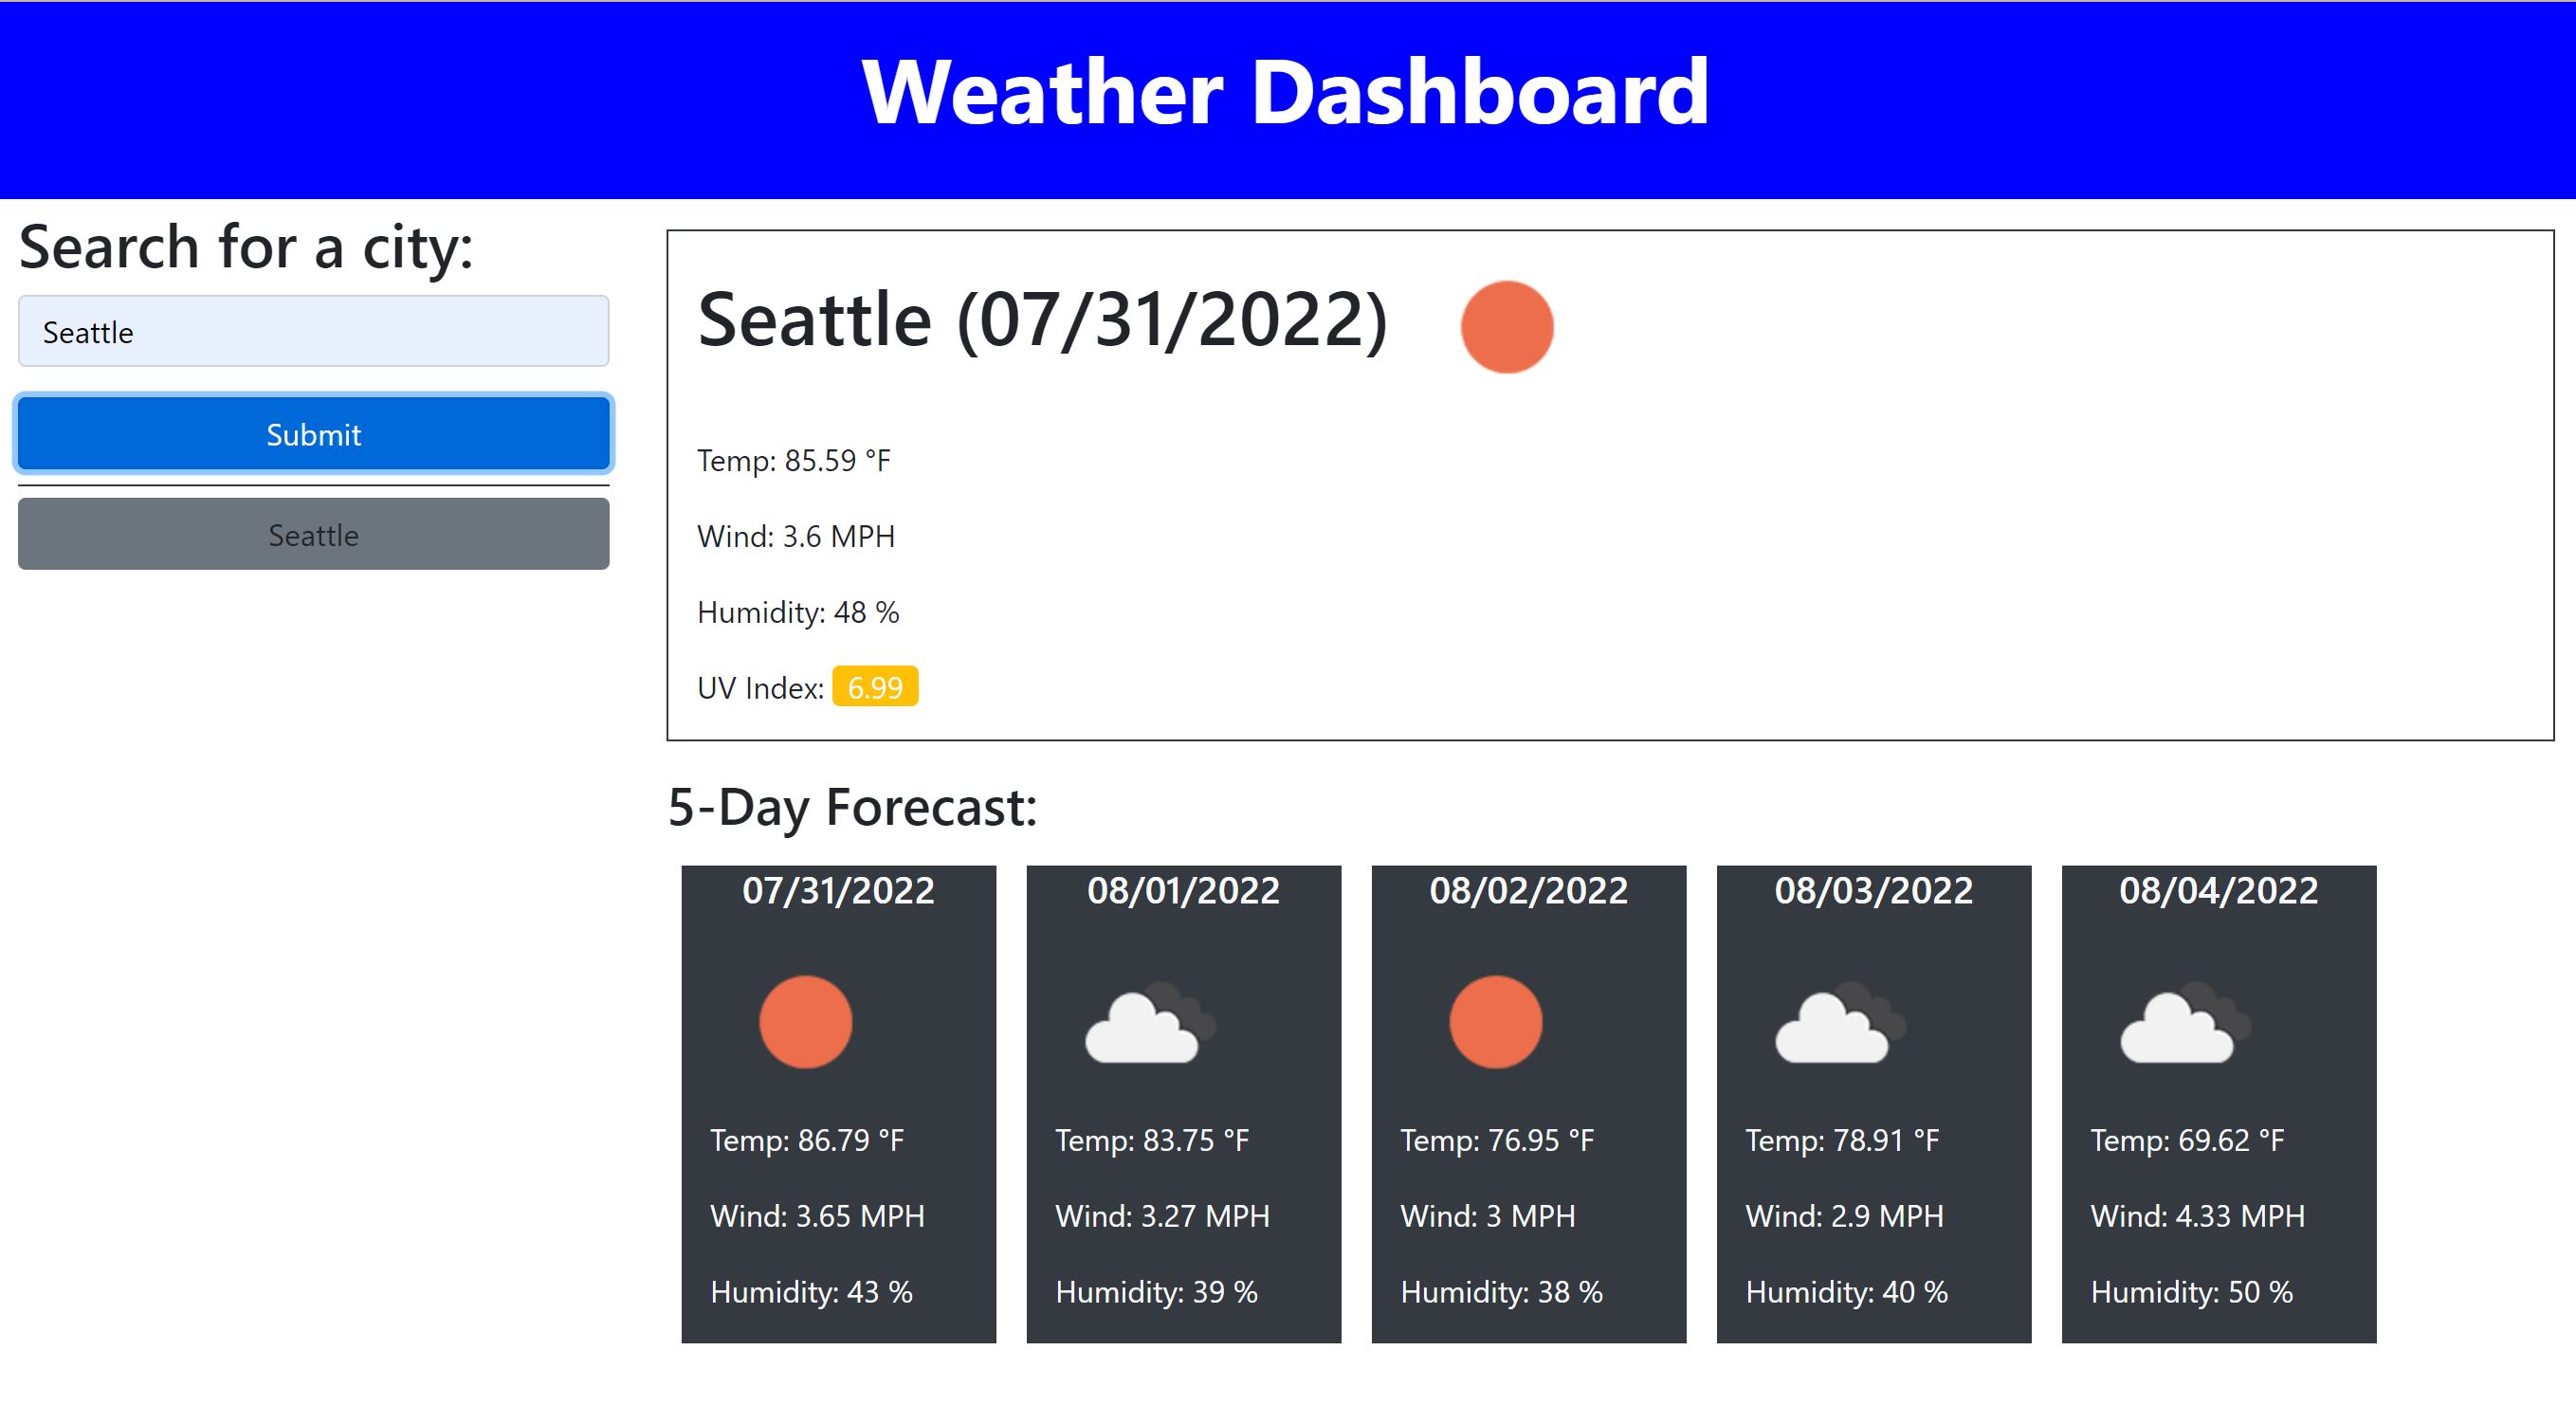 Weather Dashboard
Search for a city:
Seattle
Submit
Seattle
Seattle (07/31/2022)
Temp: 85.59 °F
Wind: 3.6 MPH
Humidity: 48 %
UV Index: 6.99
5-Day Forecast:
07/31/2022
Temp: 86.79 °F
Wind: 3.65 MPH
Humidity: 43 %
08/01/2022
Temp: 83.75 °F
Wind: 3.27 MPH
Humidity: 39 %
08/02/2022
Temp: 76.95 °F
Wind: 3 MPH
Humidity: 38 %
08/03/2022
Temp: 78.91 °F
Wind: 2.9 MPH
Humidity: 40 %
08/04/2022
Temp: 69.62 °F
Wind: 4.33 MPH
Humidity: 50 %